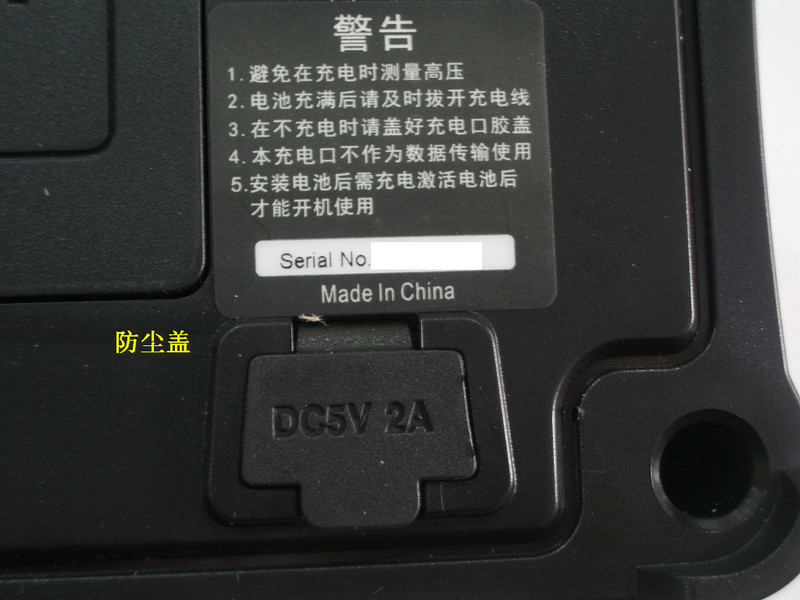 警告
1. 避免在充电时测量高压
2. 电池充满后请及时拔开充电线
3. 在不充电时请盖好充电口胶盖
4. 本充电口不作为数据传输使用
5. 安装电池后需充电激活电池后
才能开机使用
Serial No.
Made In China
防尘盖
DC5V 2A